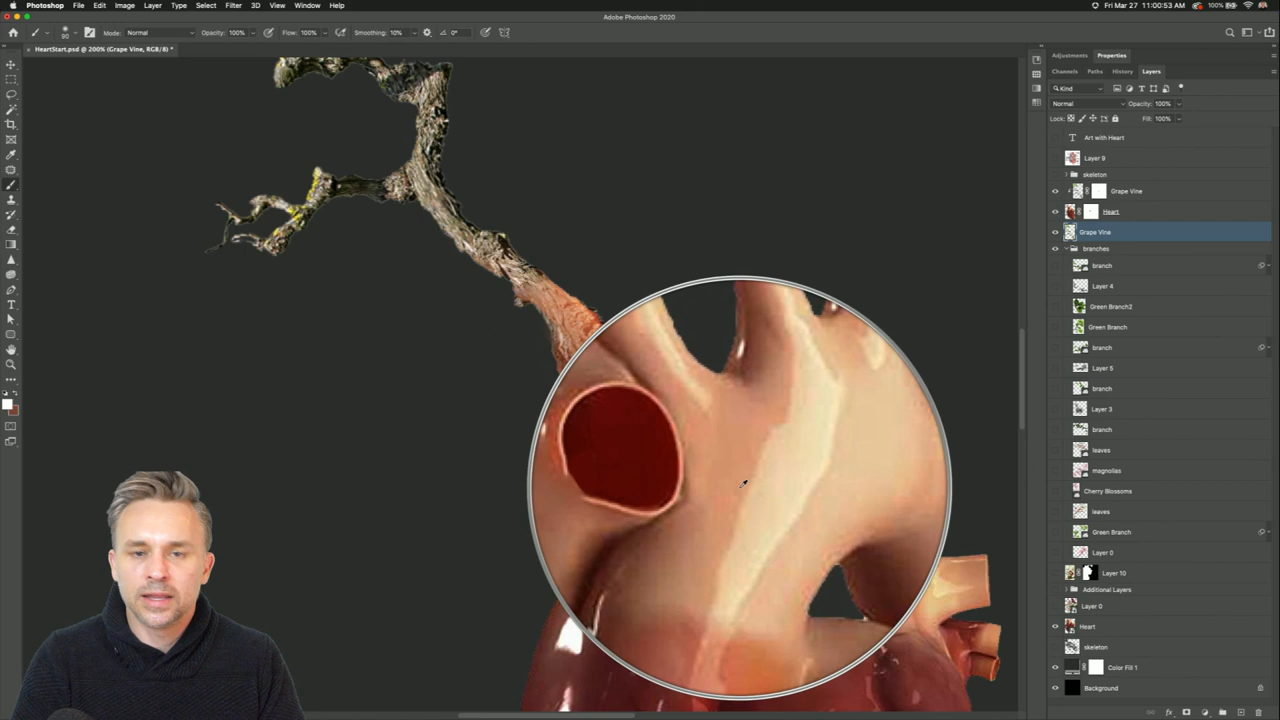 Photoshop File Edit Image Layer Type Select Filter 3D View Window Help 100% Fri Mar 27 11:00:53 AM
Adobe Photoshop 2020
90 Mode: Normal Opacity: 100% Flow: 100% Smoothing: 10% 0°
× HeartStart.psd @ 200% (Grape Vine, RGB/8) *
Adjustments Properties
Channels Paths History Layers
Kind
Normal Opacity: 100%
Lock: Fill: 100%
Art with Heart
Layer 9
skeleton
Grape Vine
Heart
Grape Vine
branches
branch
Layer 4
Green Branch2
Green Branch
branch
Layer 5
branch
Layer 3
branch
leaves
magnolias
Cherry Blossoms
leaves
Green Branch
Layer 0
Layer 10
Additional Layers
Layer 0
Heart
skeleton
Color Fill 1
Background